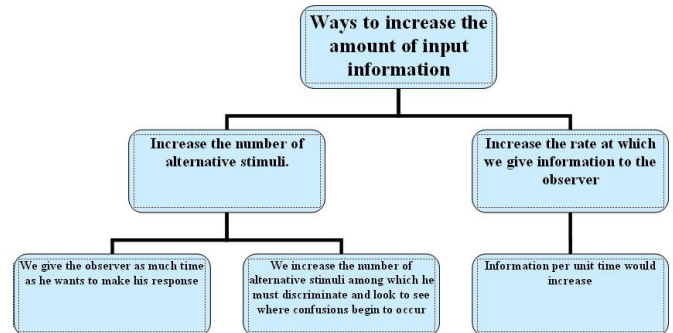 Ways to increase the
amount of input
information
Increase the number of
alternative stimuli.
Increase the rate at which
we give information to the
observer
We give the observer as much time
as he wants to make his response
We increase the number of
alternative stimuli among which he
must discriminate and look to see
where confusions begin to occur
Information per unit time would
increase